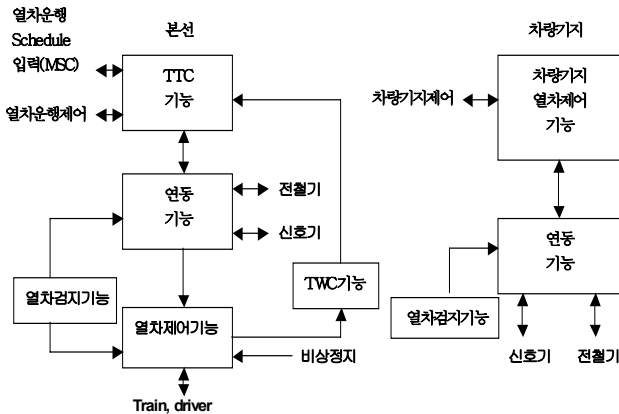 열차운행
Schedule
입력(MSC)
본선
차량기지
TTC
기능
열차운행제어
차량기지제어
차량기지
열차제어
기능
연동
기능
전철기
신호기
연동
기능
열차검지기능
TWC기능
열차검지기능
열차제어기능
비상정지
신호기
전철기
Train, driver